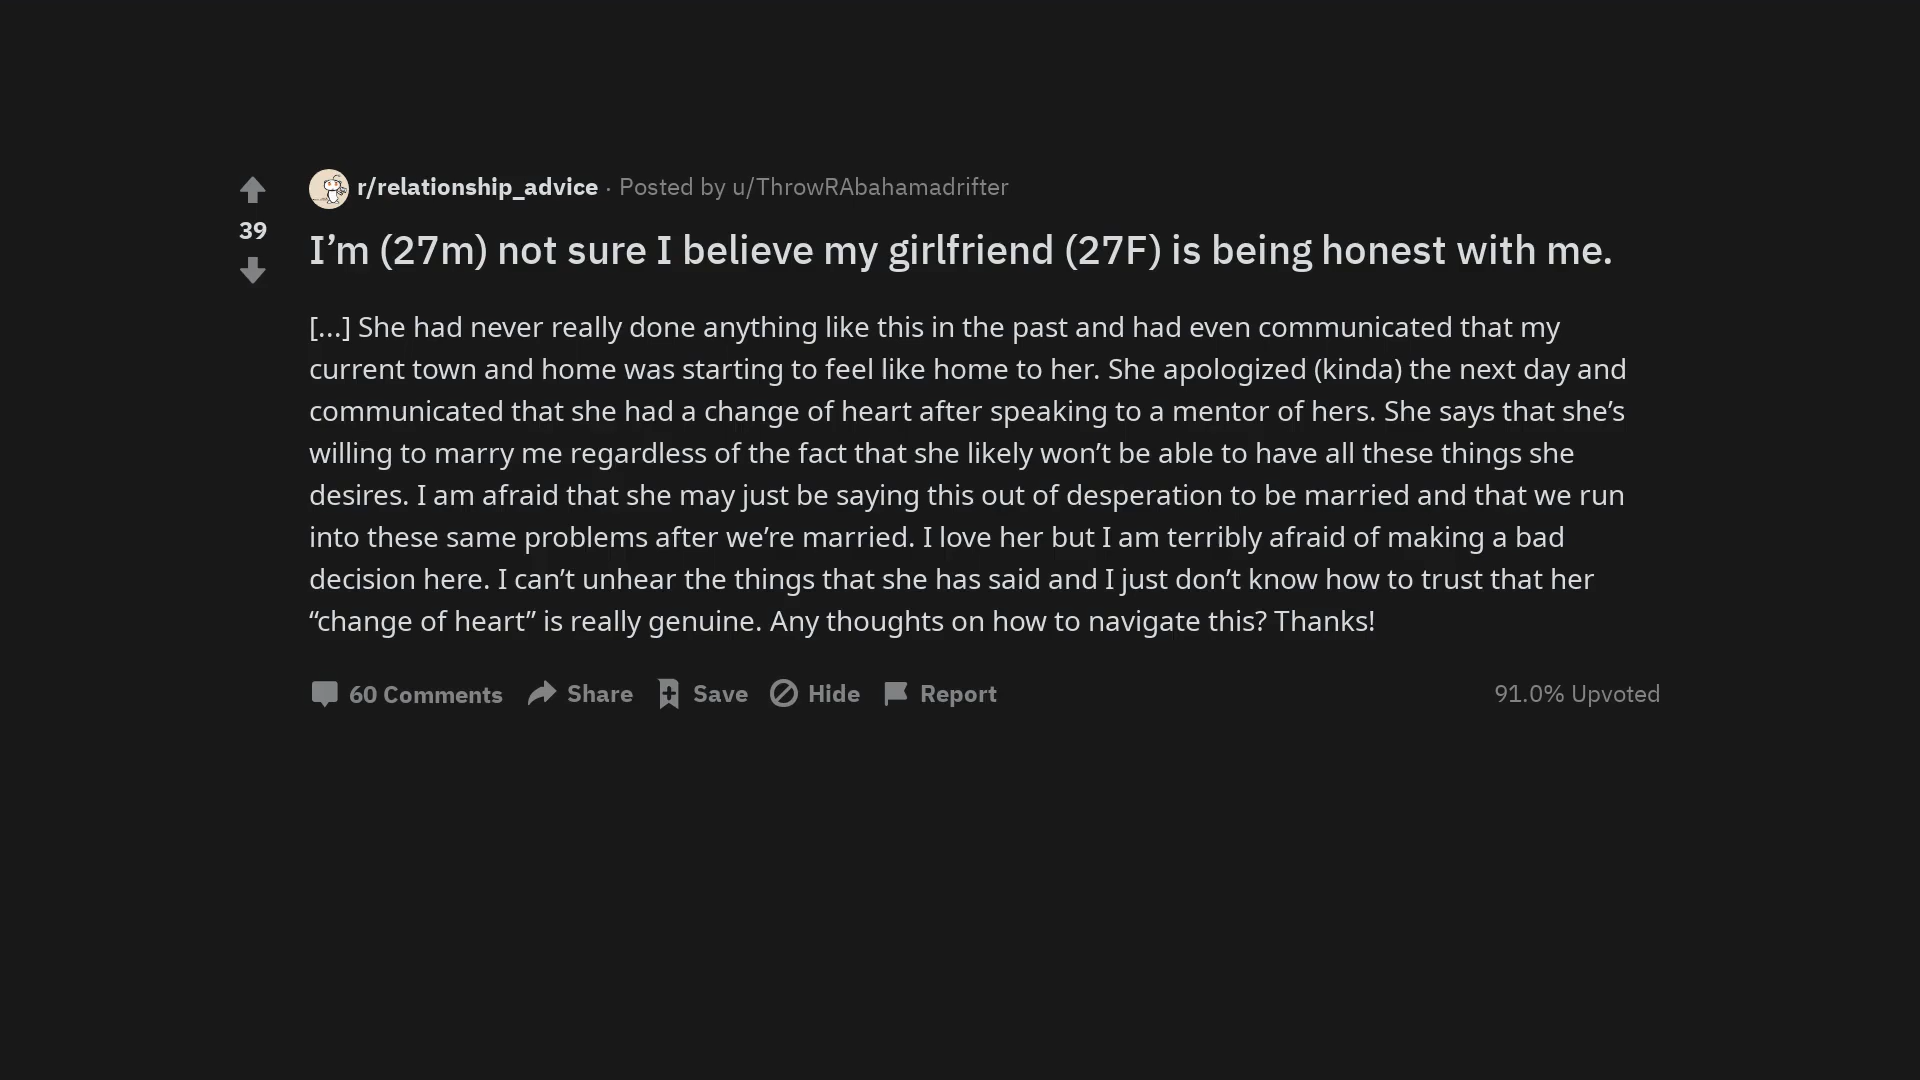 r/relationship_advice · Posted by u/ThrowRAbahamadrifter
39
I’m (27m) not sure I believe my girlfriend (27F) is being honest with me.
[...] She had never really done anything like this in the past and had even communicated that my
current town and home was starting to feel like home to her. She apologized (kinda) the next day and
communicated that she had a change of heart after speaking to a mentor of hers. She says that she’s
willing to marry me regardless of the fact that she likely won’t be able to have all these things she
desires. I am afraid that she may just be saying this out of desperation to be married and that we run
into these same problems after we’re married. I love her but I am terribly afraid of making a bad
decision here. I can’t unhear the things that she has said and I just don’t know how to trust that her
“change of heart” is really genuine. Any thoughts on how to navigate this? Thanks!
60 Comments Share Save Hide Report 91.0% Upvoted